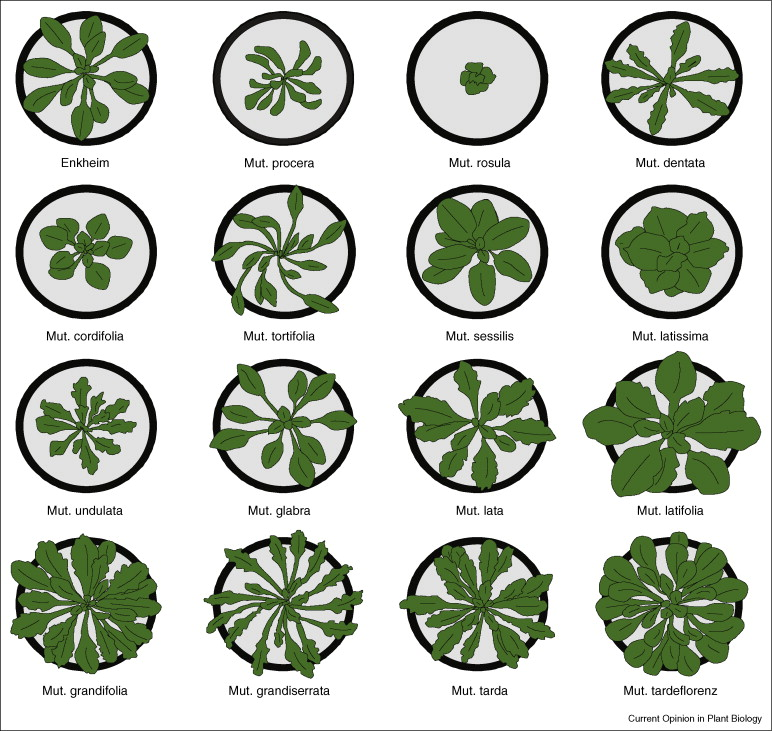 Enkheim
Mut. procera
Mut. rosula
Mut. dentata
Mut. cordifolia
Mut. tortifolia
Mut. sessilis
Mut. latissima
Mut. undulata
Mut. glabra
Mut. lata
Mut. latifolia
Mut. grandifolia
Mut. grandiserrata
Mut. tarda
Mut. tardeflorenz
Current Opinion in Plant Biology